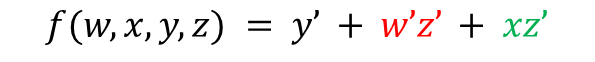 f(w, x, y, z) = y’ + w’z’ + xz’